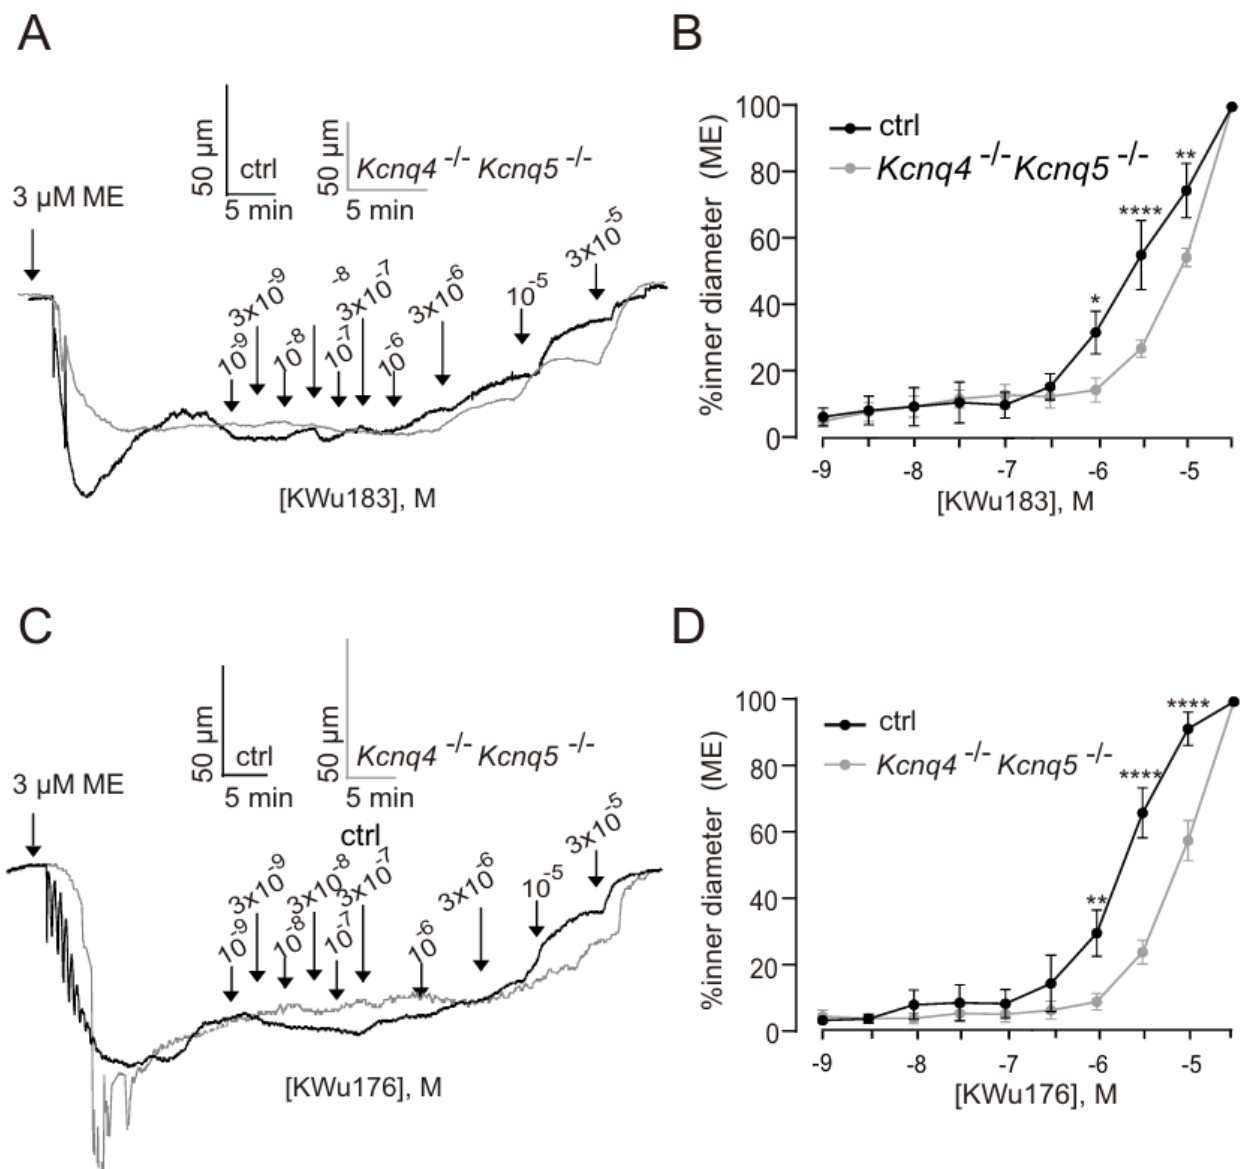 A
50 µm
ctrl
5 min
50 µm
Kcnq4 -/- Kcnq5 -/-
5 min
3 µM ME
10-9
3x10-9
10-8
-8
10-7
3x10-7
10-6
3x10-6
10-5
3x10-5
[KWu183], M
B
ctrl
Kcnq4 -/- Kcnq5 -/-
%inner diameter (ME)
100
80
60
40
20
0
*
****
**
-9
-8
-7
-6
-5
[KWu183], M
C
50 µm
ctrl
5 min
50 µm
Kcnq4 -/- Kcnq5 -/-
5 min
3 µM ME
ctrl
10-9
3x10-9
10-8
3x10-8
10-7
3x10-7
10-6
3x10-6
10-5
3x10-5
[KWu176], M
D
ctrl
Kcnq4 -/- Kcnq5 -/-
%inner diameter (ME)
100
80
60
40
20
0
**
****
****
-9
-8
-7
-6
-5
[KWu176], M